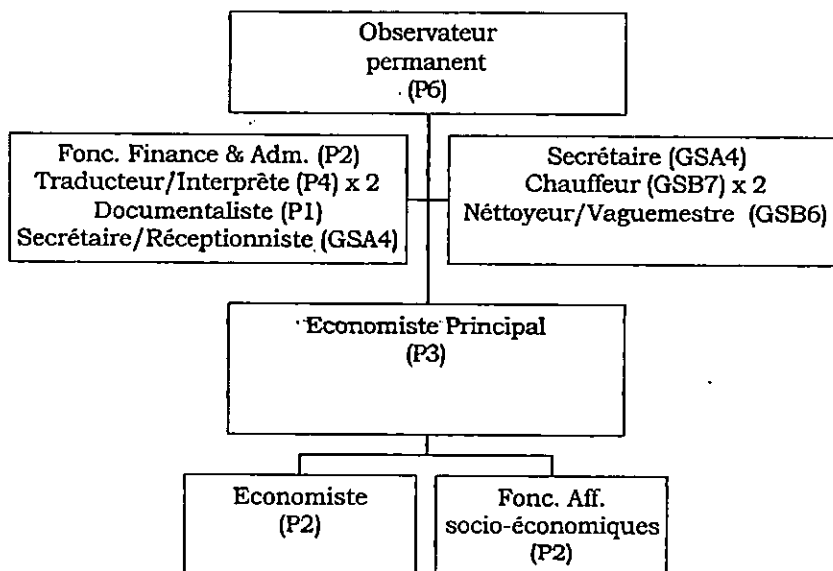 Observateur
permanent
(P6)
Fonc. Finance & Adm. (P2)
Traducteur/Interprète (P4) x 2
Documentaliste (P1)
Secrétaire/Réceptionniste (GSA4)
Secrétaire (GSA4)
Chauffeur (GSB7) x 2
Néttoyeur/Vaguemestre (GSB6)
Economiste Principal
(P3)
Economiste
(P2)
Fonc. Aff.
socio-économiques
(P2)